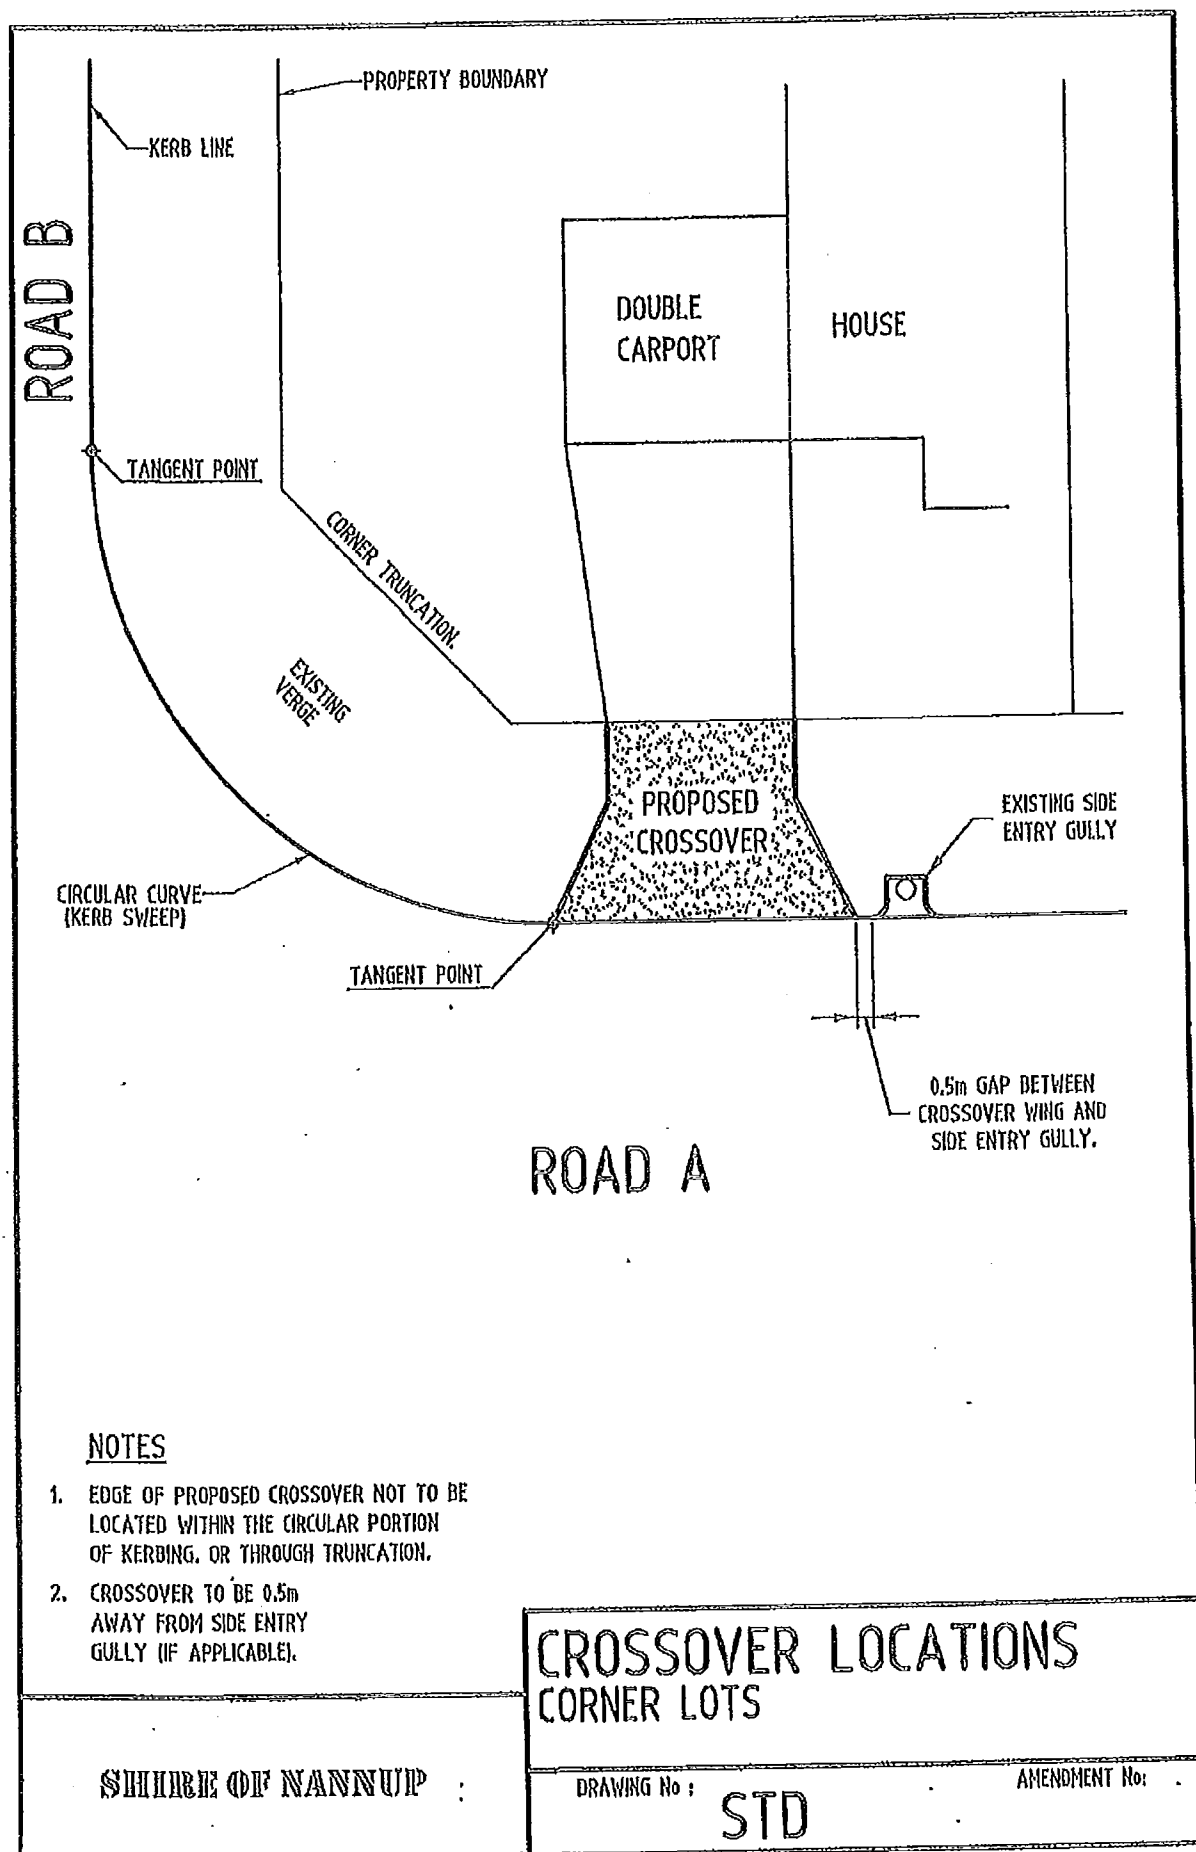 PROPERTY BOUNDARY
KERB LINE
ROAD B
DOUBLE
CARPORT
HOUSE
TANGENT POINT
CORNER TRUNCATION.
EXISTING
VERGE
PROPOSED
CROSSOVER
EXISTING SIDE
ENTRY GULLY
CIRCULAR CURVE
(KERB SWEEP)
TANGENT POINT
0.5m GAP BETWEEN
CROSSOVER WING AND
SIDE ENTRY GULLY.
ROAD A
NOTES
1. EDGE OF PROPOSED CROSSOVER NOT TO BE
LOCATED WITHIN THE CIRCULAR PORTION
OF KERBING. OR THROUGH TRUNCATION.
2. CROSSOVER TO BE 0.5m
AWAY FROM SIDE ENTRY
GULLY (IF APPLICABLE).
CROSSOVER LOCATIONS
CORNER LOTS
SHIRE OF NANNUP :
DRAWING No :
STD
AMENDMENT No: